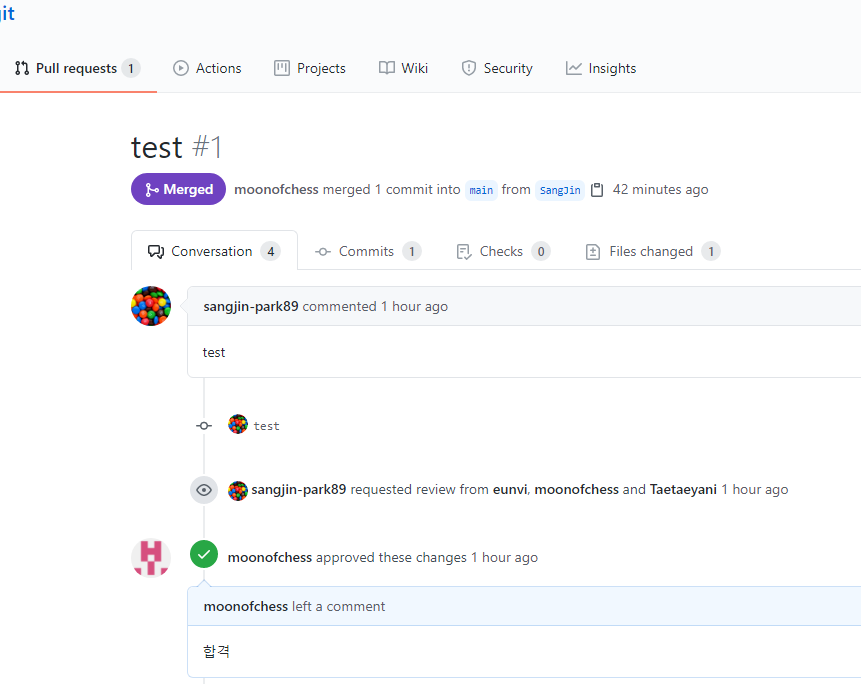 git
Pull requests 1 Actions Projects Wiki Security Insights
test #1
Merged moonofchess merged 1 commit into main from SangJin 42 minutes ago
Conversation 4 Commits 1 Checks 0 Files changed 1
sangjin-park89 commented 1 hour ago
test
test
sangjin-park89 requested review from eunvi, moonofchess and Taetaeyani 1 hour ago
moonofchess approved these changes 1 hour ago
moonofchess left a comment
합격